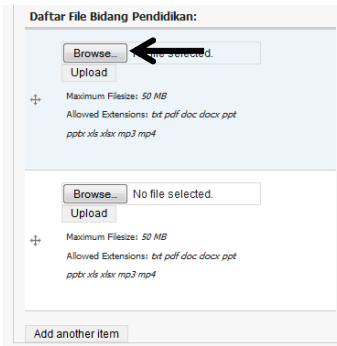 Daftar File Bidang Pendidikan:
Browse... No file selected.
Upload
Maximum Filesize: 50 MB
Allowed Extensions: txt pdf doc docx ppt
pptx xls xlsx mp3 mp4
Browse... No file selected.
Upload
Maximum Filesize: 50 MB
Allowed Extensions: txt pdf doc docx ppt
pptx xls xlsx mp3 mp4
Add another item